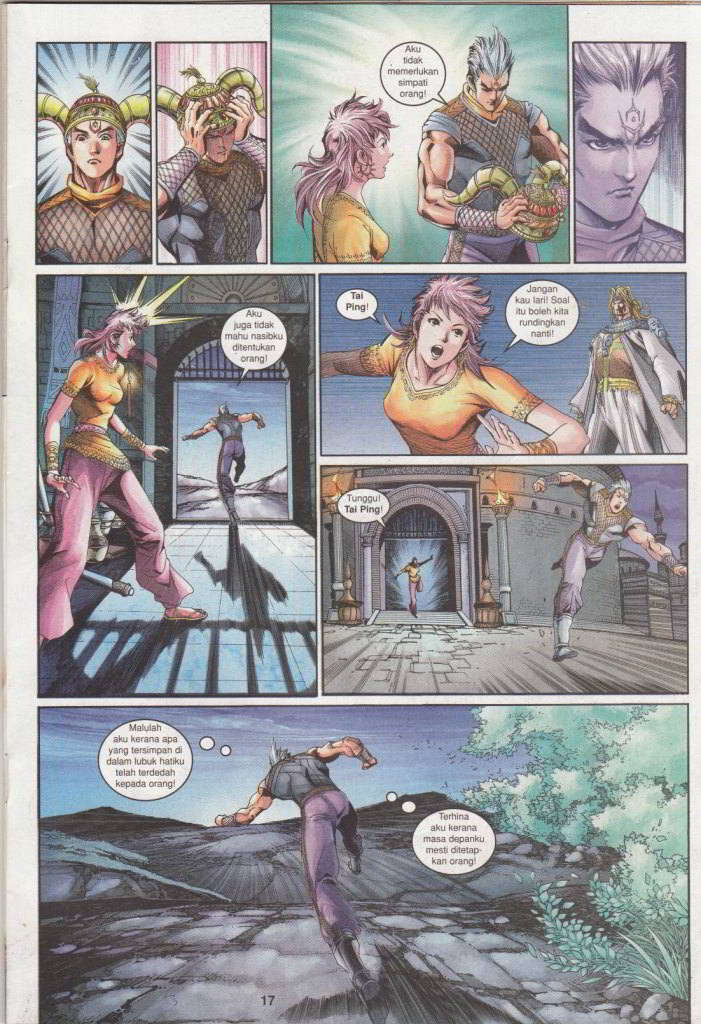 Aku
tidak
memerlukan
simpati
orang!
Aku
juga tidak
mahu nasibku
ditentukan
orang!
Tai
Ping!
Jangan
kau lari! Soal
itu boleh kita
rundingkan
nanti!
Tunggu!
Tai Ping!
Malulah
aku kerana apa
yang tersimpan di
dalam lubuk hatiku
telah terdedah
kepada orang!
Terhina
aku kerana
masa depanku
mesti ditetap-
kan orang!
17